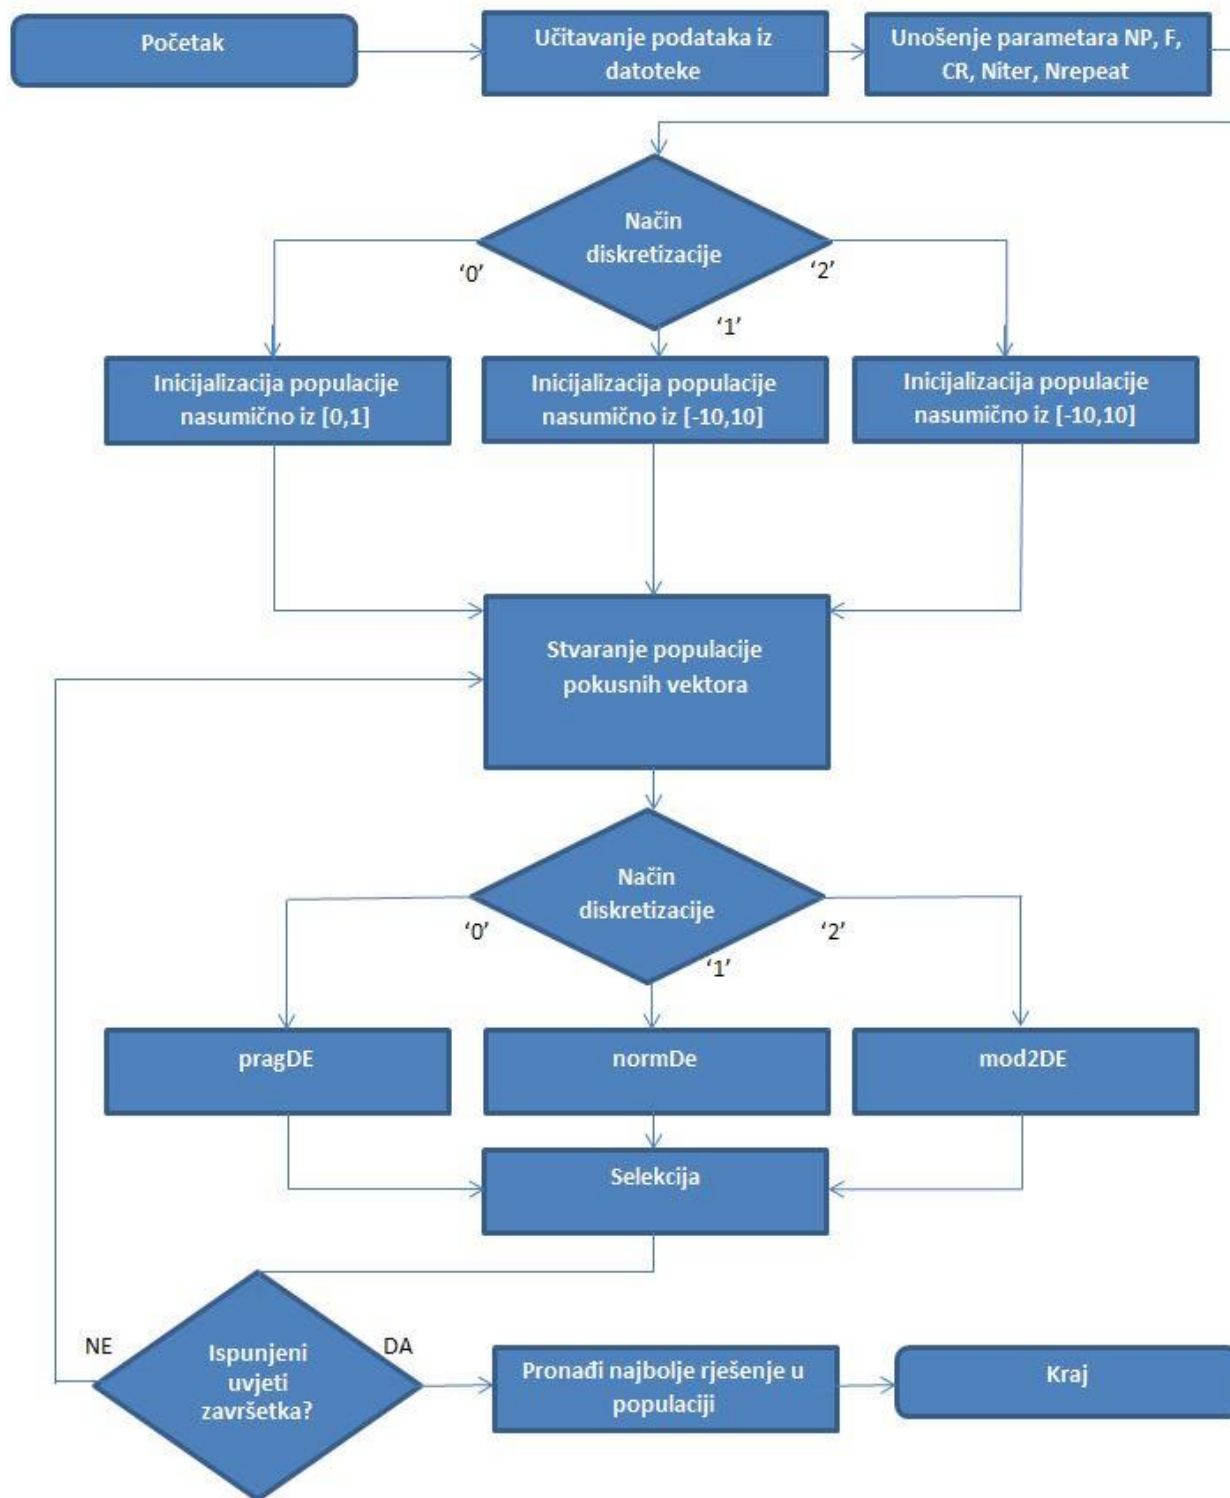 Početak
Učitavanje podataka iz
datoteke
Unošenje parametara NP, F,
CR, Niter, Nrepeat
Način
diskretizacije
‘0’
‘2’
‘1’
Inicijalizacija populacije
nasumično iz [0,1]
Inicijalizacija populacije
nasumično iz [-10,10]
Inicijalizacija populacije
nasumično iz [-10,10]
Stvaranje populacije
pokusnih vektora
Način
diskretizacije
‘0’
‘2’
‘1’
pragDE
normDe
mod2DE
Selekcija
NE
DA
Ispunjeni
uvjeti
završetka?
Pronađi najbolje rješenje u
populaciji
Kraj